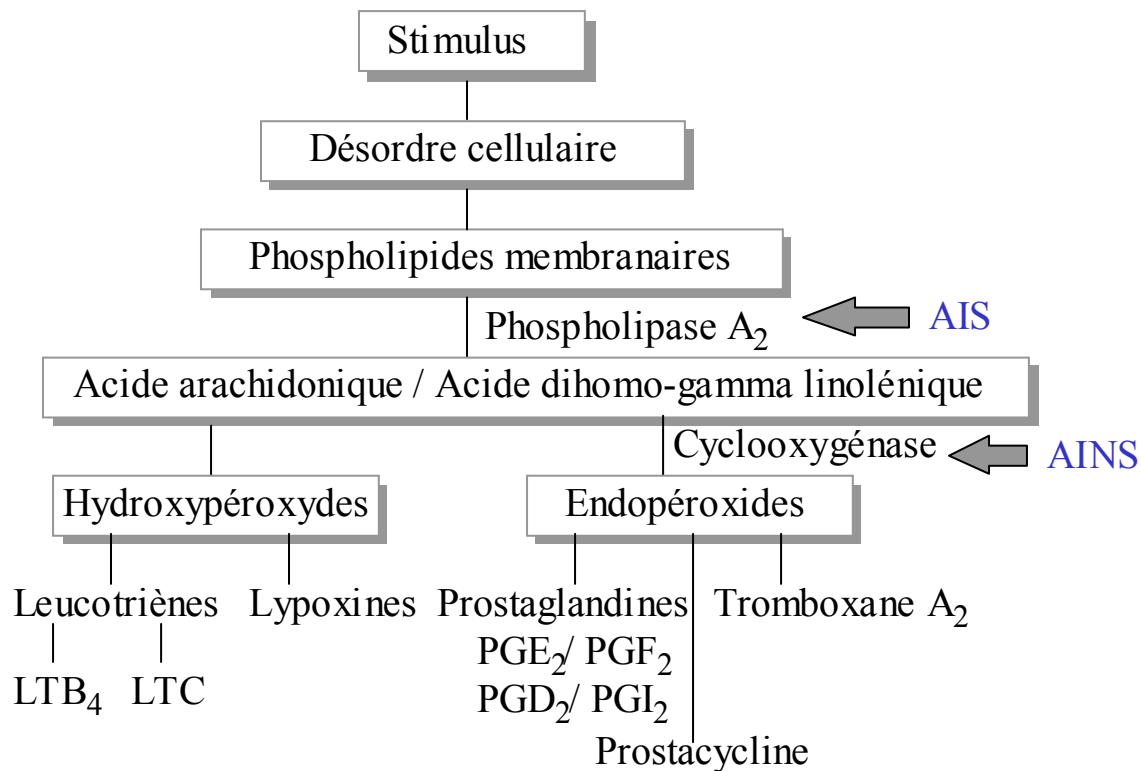 Stimulus
Désordre cellulaire
Phospholipides membranaires
Phospholipase A2
AIS
Acide arachidonique / Acide dihomo-gamma linolénique
Cyclooxygénase
AINS
Hydroxypéroxydes
Endopéroxides
Leucotriènes
Lypoxines
Prostaglandines
Tromboxane A2
PGE2/ PGF2
LTB4
LTC
PGD2/ PGI2
Prostacycline